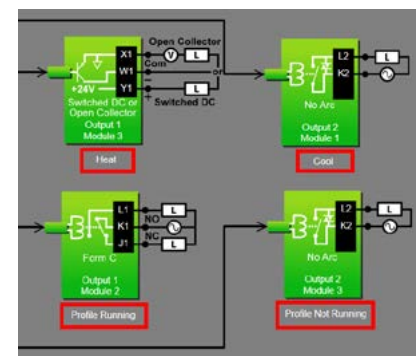 Open Collector
X1
V
L
Com
W1
or
+24V
Y1
L
Switched DC
Switched DC or
Open Collector
Output 1
Module 3
Heat
L2
L
K2
No Arc
Output 2
Module 1
Cool
L1
L
NO
K1
NC
J1
L
Form C
Output 1
Module 2
Profile Running
L2
L
K2
No Arc
Output 2
Module 3
Profile Not Running